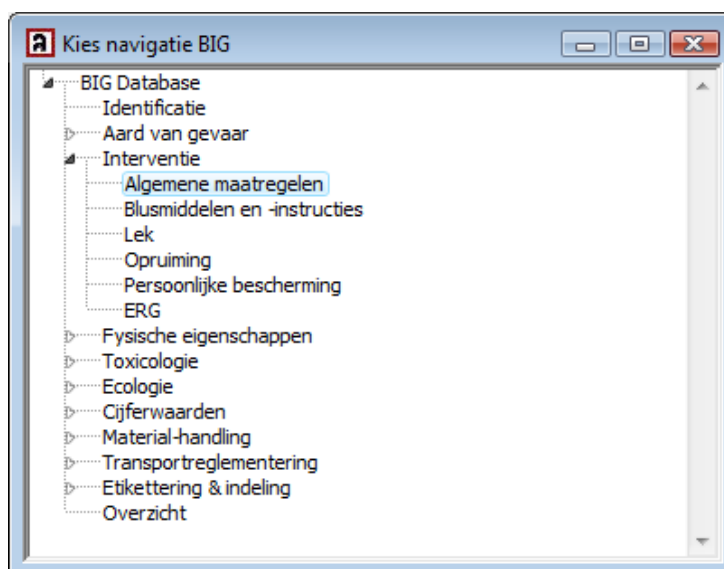 a Kies navigatie BIG
BIG Database
Identificatie
Aard van gevaar
Interventie
Algemene maatregelen
Blusmiddelen en -instructies
Lek
Opruiming
Persoonlijke bescherming
ERG
Fysische eigenschappen
Toxicologie
Ecologie
Cijferwaarden
Material-handling
Transportreglementering
Etikettering & indeling
Overzicht